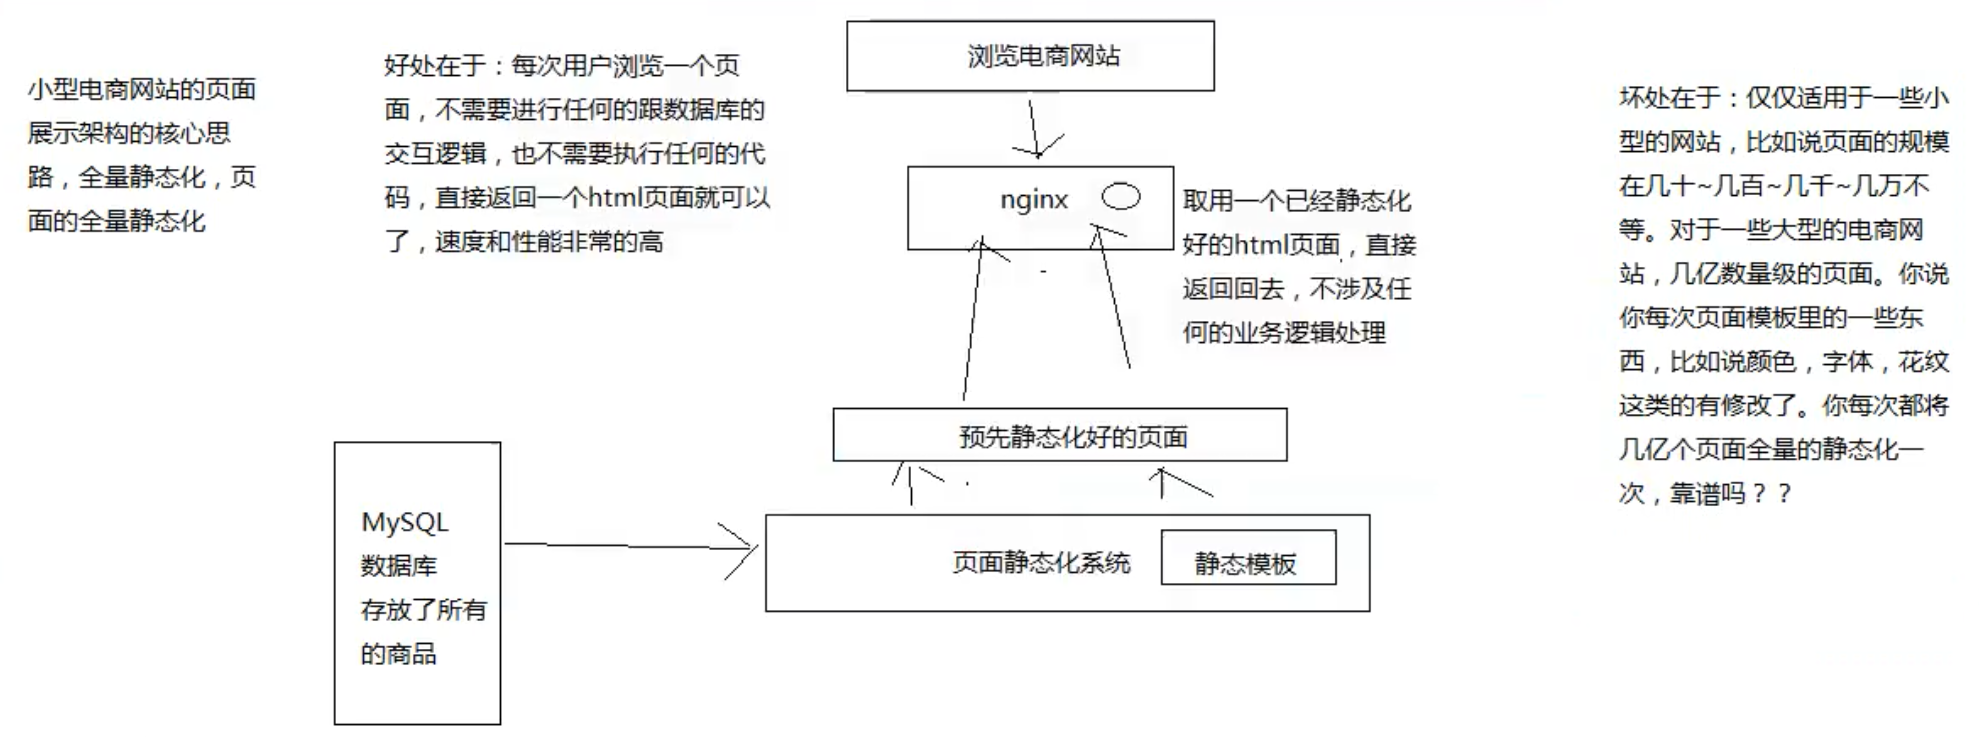 小型电商网站的页面
展示架构的核心思
路，全量静态化，页
面的全量静态化
好处在于：每次用户浏览一个页
面，不需要进行任何的跟数据库的
交互逻辑，也不需要执行任何的代
码，直接返回一个html页面就可以
了，速度和性能非常的高
浏览电商网站
nginx
取用一个已经静态化
好的html页面，直接
返回回去，不涉及任
何的业务逻辑处理
坏处在于：仅仅适用于一些小
型的网站，比如说页面的规模
在几十~几百~几千~几万不
等。对于一些大型的电商网
站，几亿数量级的页面。你说
你每次页面模板里的一些东
西，比如说颜色，字体，花纹
这类的有修改了。你每次都将
几亿个页面全量的静态化一
次，靠谱吗？？
预先静态化好的页面
MySQL
数据库
存放了所有
的商品
页面静态化系统
静态模板